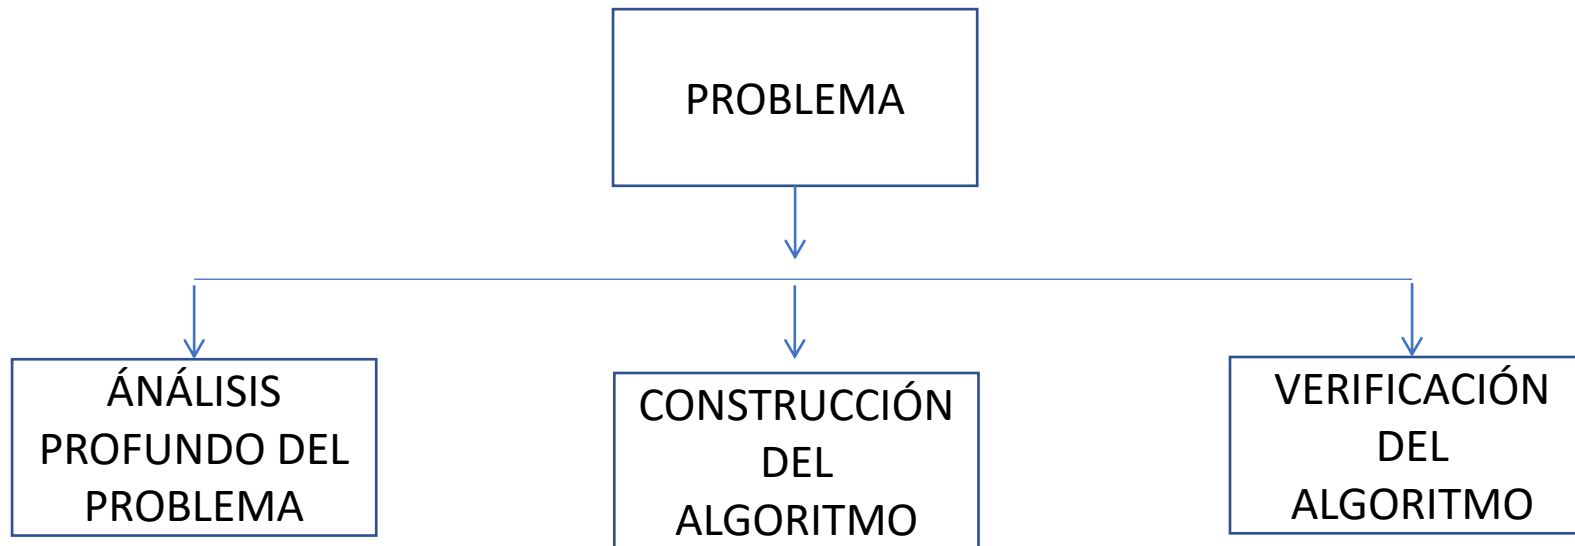 PROBLEMA
ÁNÁLISIS
PROFUNDO DEL
PROBLEMA
CONSTRUCCIÓN
DEL
ALGORITMO
VERIFICACIÓN
DEL
ALGORITMO